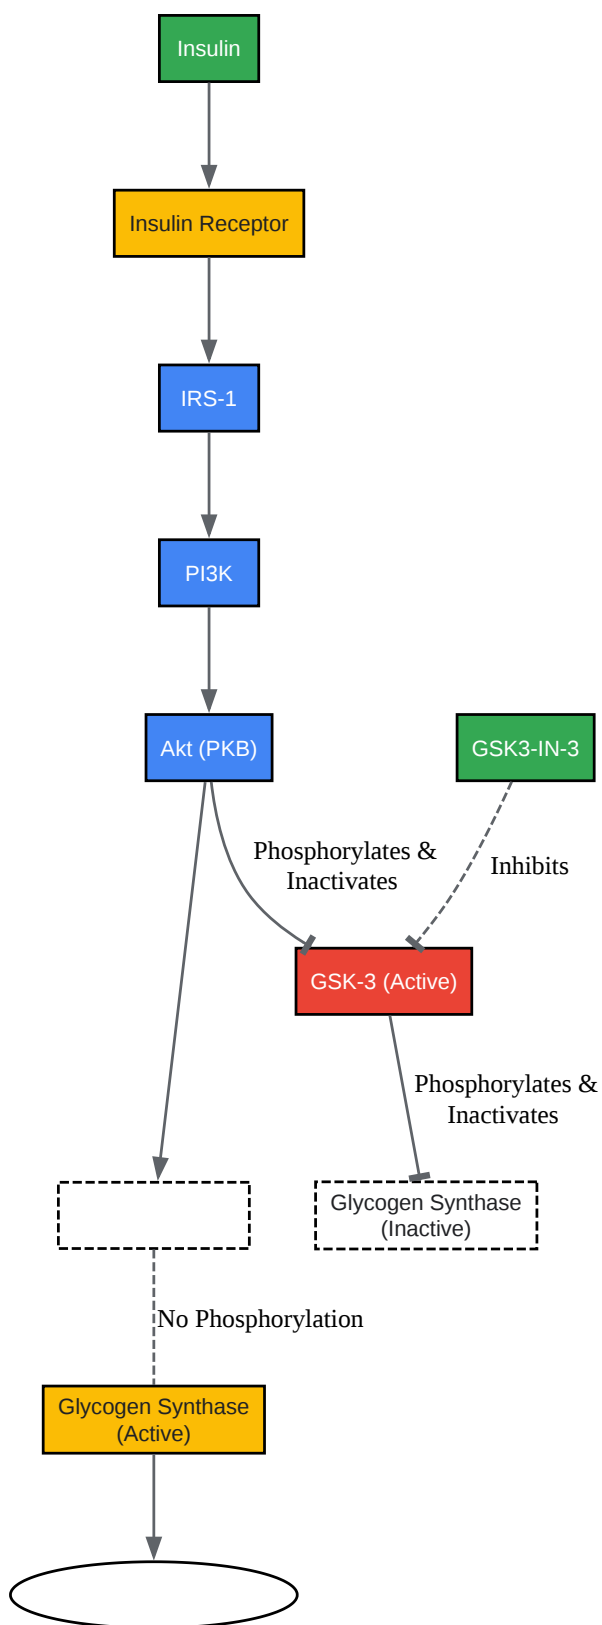 Insulin
Insulin Receptor
IRS-1
PI3K
Akt (PKB)
GSK3-IN-3
Phosphorylates &
Inactivates
Inhibits
GSK-3 (Active)
Phosphorylates &
Inactivates
Glycogen Synthase
(Inactive)
No Phosphorylation
Glycogen Synthase
(Active)